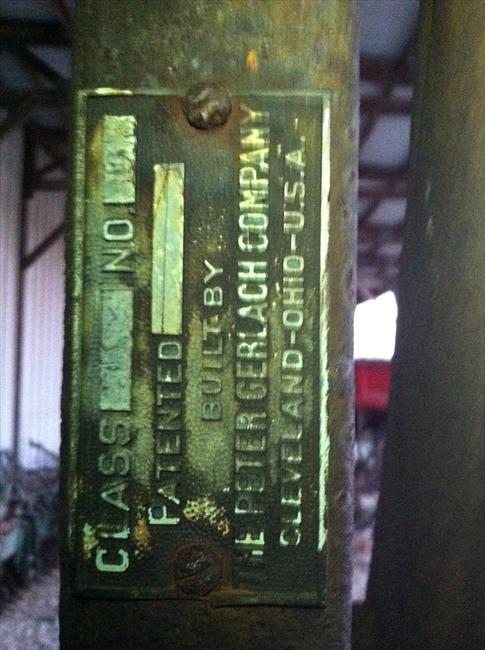 CLASS NO.
PATENTED
BUILT BY
THE PETER GERLACH COMPANY
CLEVELAND-OHIO-U.S.A.